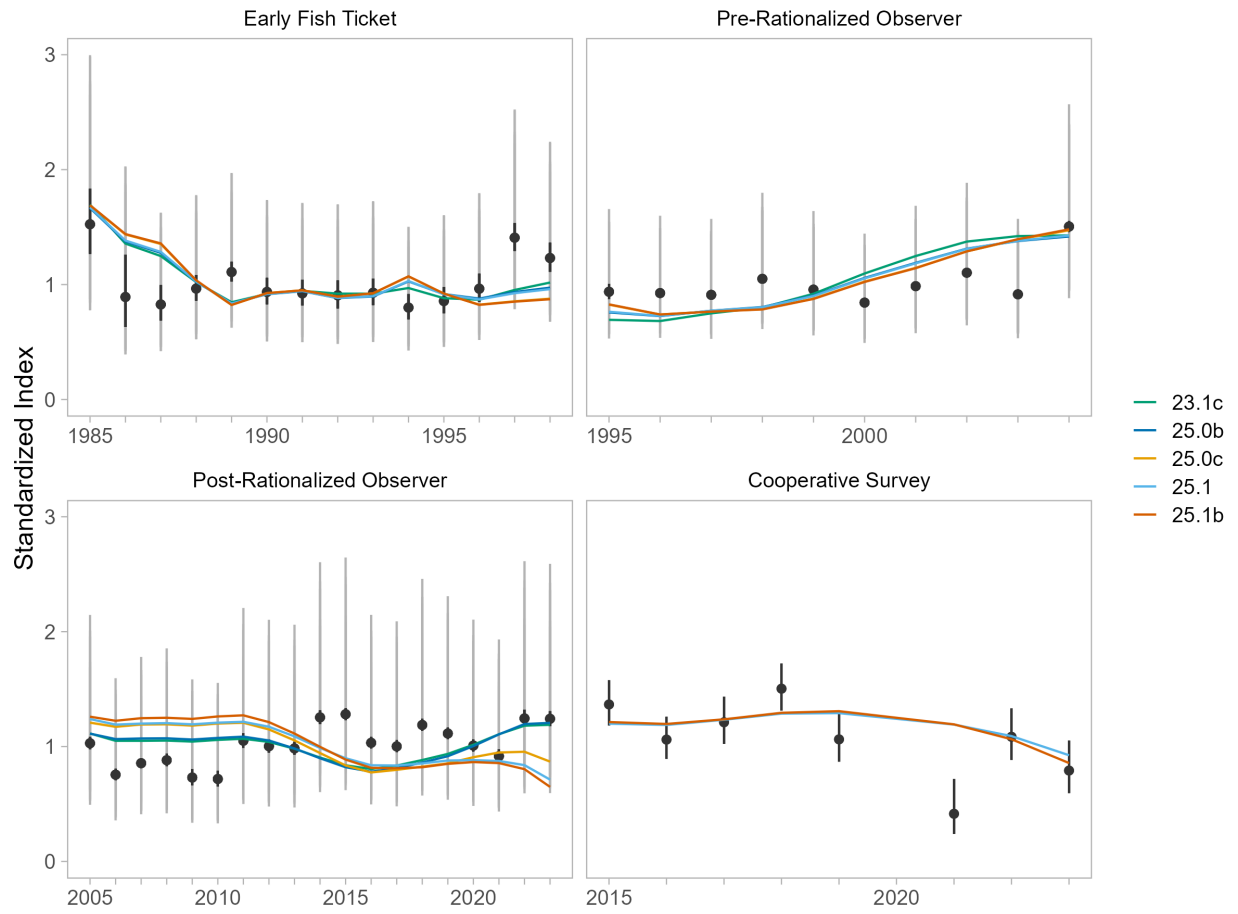 Early Fish Ticket
Pre-Rationalized Observer
3
2
1
0
1985 1990 1995
1995 2000
Standardized Index
Post-Rationalized Observer
Cooperative Survey
3
2
1
0
2005 2010 2015 2020
2015 2020
23.1c
25.0b
25.0c
25.1
25.1b